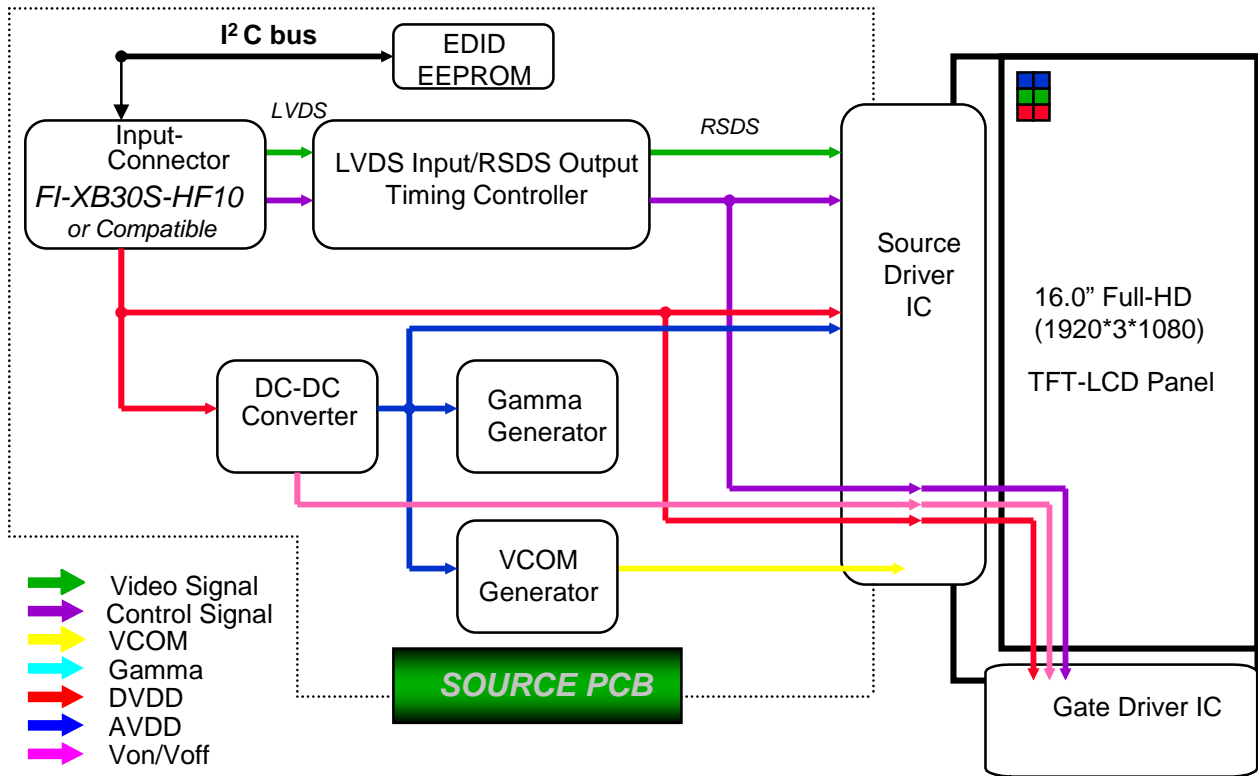 I² C bus
EDID
EEPROM
LVDS
RSDS
Input-
Connector
FI-XB30S-HF10
or Compatible
LVDS Input/RSDS Output
Timing Controller
Source
Driver
IC
16.0” Full-HD
(1920*3*1080)
TFT-LCD Panel
DC-DC
Converter
Gamma
Generator
VCOM
Generator
Video Signal
Control Signal
VCOM
Gamma
DVDD
AVDD
Von/Voff
SOURCE PCB
Gate Driver IC